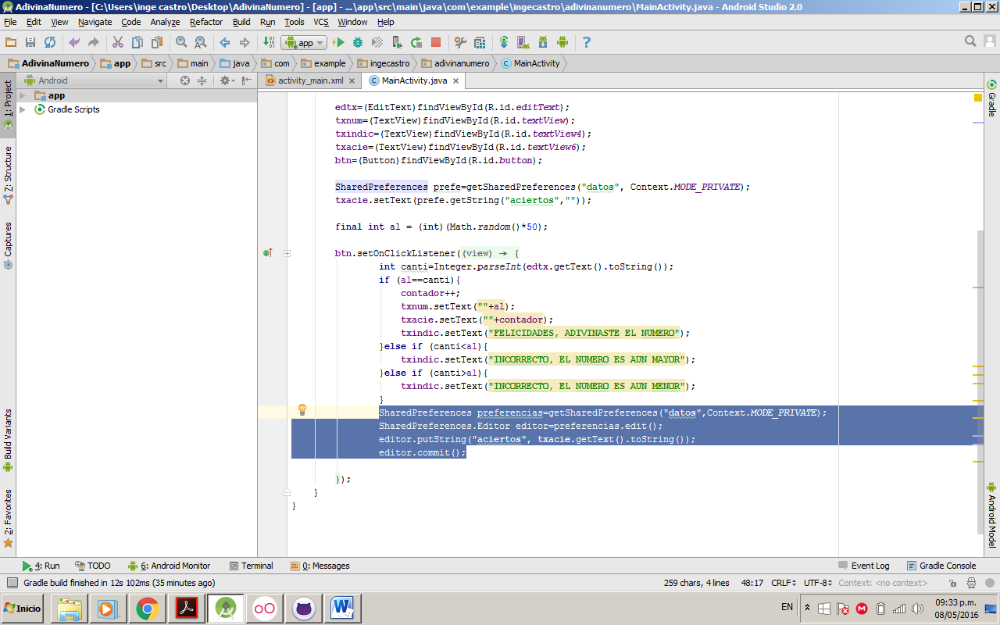 AdivinaNumero - [C:\Users\inge castro\Desktop\AdivinaNumero] - [app] - ...\app\src\main\java\com\example\ingecastro\adivinanumero\MainActivity.java - Android Studio 2.0
File Edit View Navigate Code Analyze Refactor Build Run Tools VCS Window Help
app
AdivinaNumero app src main java com example ingecastro adivinanumero MainActivity
Android
activity_main.xml MainActivity.java
app
Gradle Scripts
1: Project
7: Structure
Captures
Build Variants
2: Favorites
Gradle
Android Model
edtx=(EditText)findViewById(R.id.editText);
txnum=(TextView)findViewById(R.id.textView);
txindic=(TextView)findViewById(R.id.textView4);
txacie=(TextView)findViewById(R.id.textView6);
btn=(Button)findViewById(R.id.button);
SharedPreferences prefe=getSharedPreferences("datos", Context.MODE_PRIVATE);
txacie.setText(prefe.getString("aciertos",""));
final int al = (int)(Math.random()*50);
btn.setOnClickListener((view) → {
int canti=Integer.parseInt(edtx.getText().toString());
if (al==canti){
contador++;
txnum.setText(""+al);
txacie.setText(""+contador);
txindic.setText("FELICIDADES, ADIVINASTE EL NUMERO");
}else if (canti<al){
txindic.setText("INCORRECTO, EL NUMERO ES AUN MAYOR");
}else if (canti>al){
txindic.setText("INCORRECTO, EL NUMERO ES AUN MENOR");
}
SharedPreferences preferencias=getSharedPreferences("datos",Context.MODE_PRIVATE);
SharedPreferences.Editor editor=preferencias.edit();
editor.putString("aciertos", txacie.getText().toString());
editor.commit();
});
}
}
4: Run TODO 6: Android Monitor Terminal 0: Messages Event Log Gradle Console
Gradle build finished in 12s 102ms (35 minutes ago) 259 chars, 4 lines 48:17 CRLF UTF-8 Context: <no context>
Inicio
EN
09:33 p.m.
08/05/2016